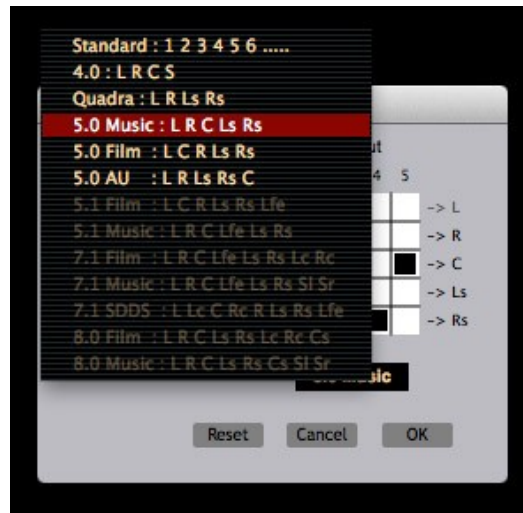 Standard : 1 2 3 4 5 6 .....
4.0 : L R C S
Quadra : L R Ls Rs
5.0 Music : L R C Ls Rs
5.0 Film : L C R Ls Rs
5.0 AU : L R Ls Rs C
5.1 Film : L C R Ls Rs Lfe
5.1 Music : L R C Lfe Ls Rs
7.1 Film : L R C Lfe Ls Rs Lc Rc
7.1 Music : L R C Lfe Ls Rs Sl Sr
7.1 SDDS : L Lc C Rc R Ls Rs Lfe
8.0 Film : L R C Ls Rs Lc Rc Cs
8.0 Music : L R C Ls Rs Cs Sl Sr
4 5
-> L
-> R
-> C
-> Ls
-> Rs
Reset Cancel OK